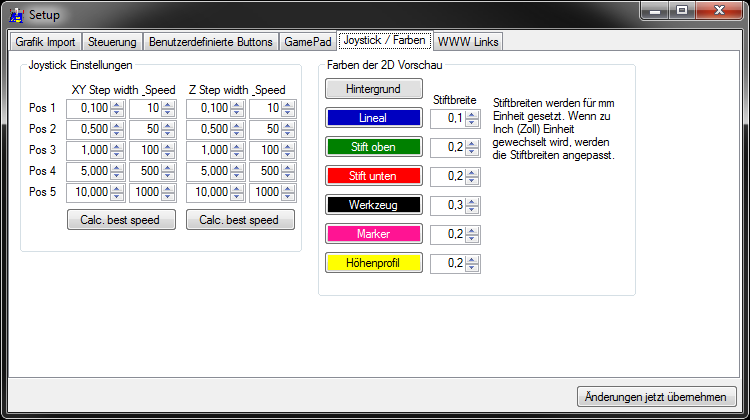 Setup
Grafik Import Steuerung Benutzerdefinierte Buttons GamePad Joystick / Farben WWW Links
Joystick Einstellungen
XY Step width _Speed Z Step width _Speed
Pos 1 0,100 10 0,100 10
Pos 2 0,500 50 0,500 50
Pos 3 1,000 100 1,000 100
Pos 4 5,000 500 5,000 500
Pos 5 10,000 1000 10,000 1000
Calc. best speed Calc. best speed
Farben der 2D Vorschau
Hintergrund
Stiftbreite
Lineal 0,1
Stift oben 0,2
Stift unten 0,2
Werkzeug 0,3
Marker 0,2
Höhenprofil 0,2
Stiftbreiten werden für mm
Einheit gesetzt. Wenn zu
Inch (Zoll) Einheit
gewechselt wird, werden
die Stiftbreiten angepasst.
Änderungen jetzt übernehmen